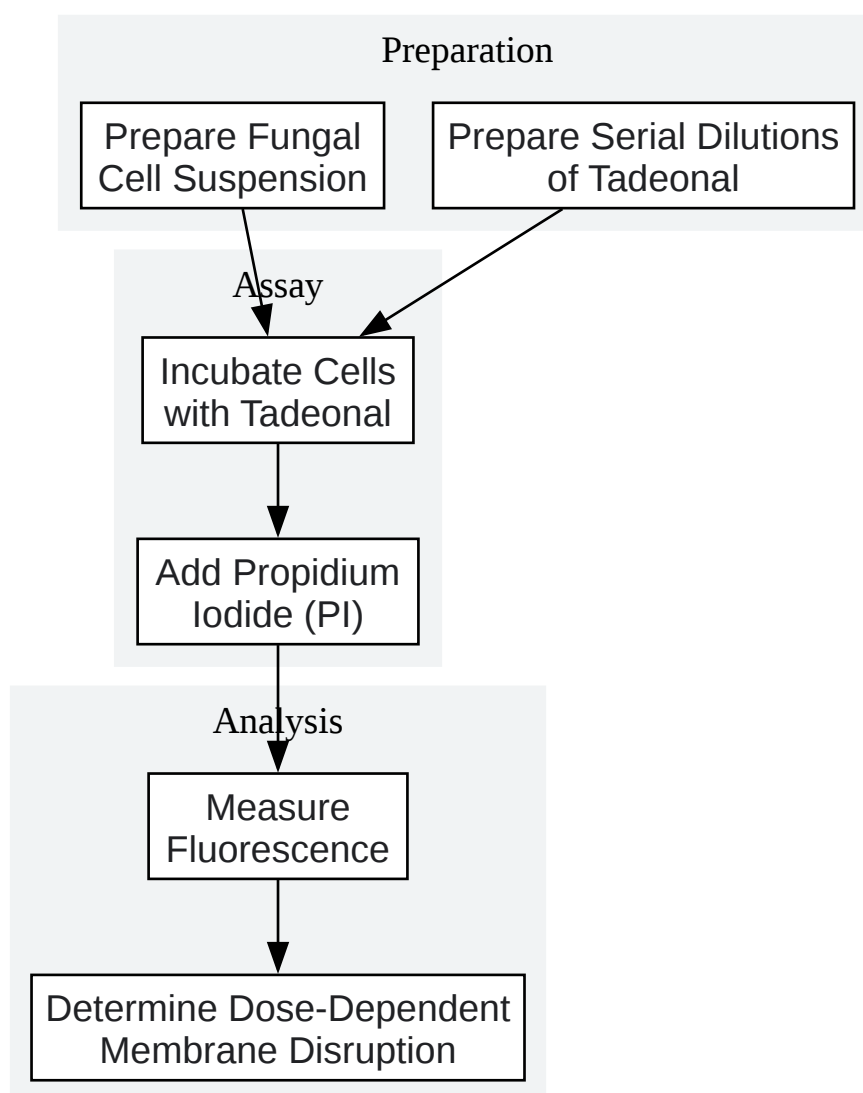 Preparation
Prepare Fungal
Cell Suspension
Prepare Serial Dilutions
of Tadeonal
Assay
Incubate Cells
with Tadeonal
Add Propidium
Iodide (PI)
Analysis
Measure
Fluorescence
Determine Dose-Dependent
Membrane Disruption